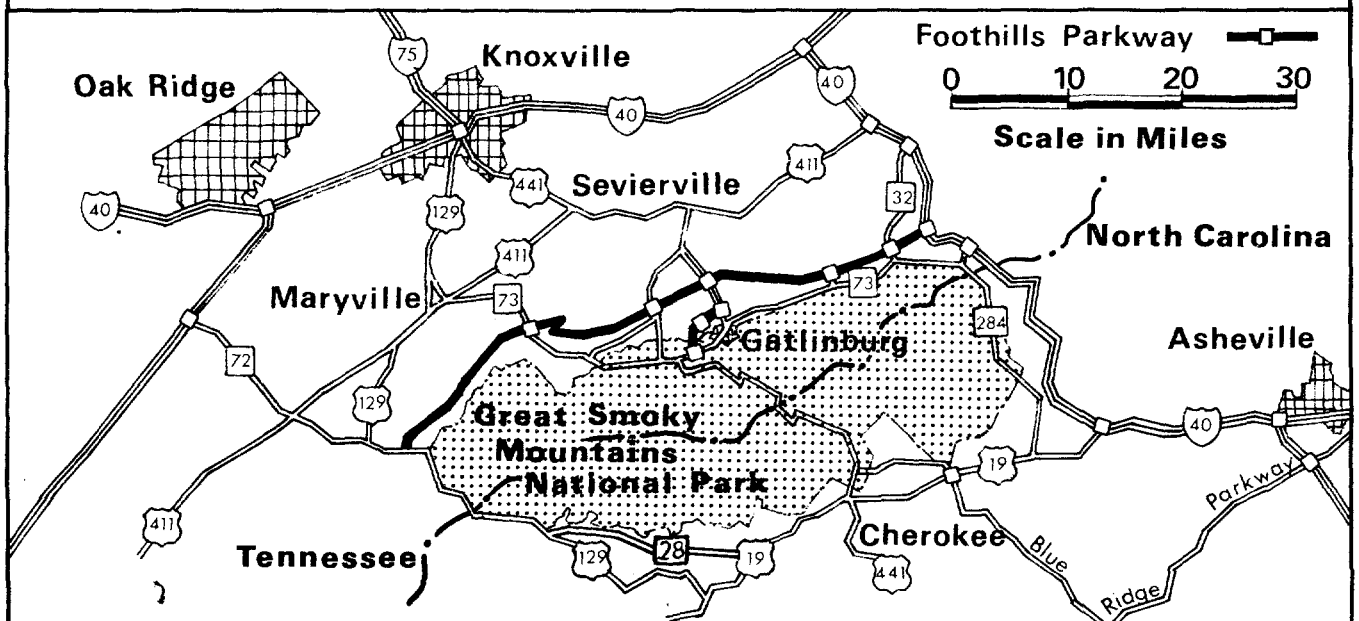 Foothills Parkway
0 10 20 30
Scale in Miles
75
Knoxville
Oak Ridge
40
40
441
Sevierville
411
32
40
129
411
North Carolina
Maryville
73
73
284
Gatlinburg
Asheville
72
129
Great Smoky
Mountains
National Park
40
19
Parkway
411
Tennessee
129
28
19
Cherokee
441
Blue
Ridge